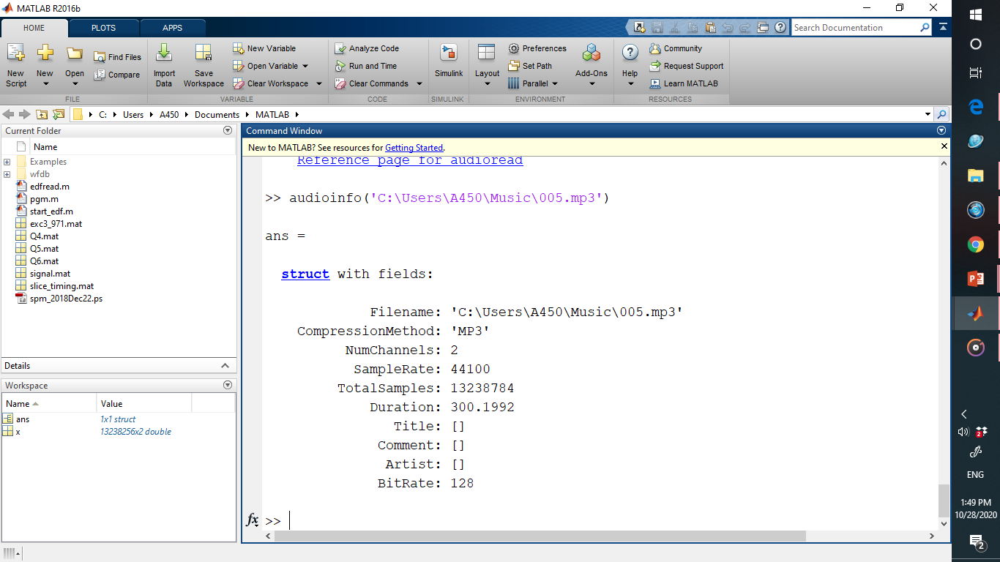 MATLAB R2016b
HOME PLOTS APPS
Search Documentation
New Script
New
Open
Find Files
Compare
FILE
Import Data
Save Workspace
New Variable
Open Variable
Clear Workspace
VARIABLE
Analyze Code
Run and Time
Clear Commands
CODE
Simulink
SIMULINK
Layout
Preferences
Set Path
Parallel
Add-Ons
ENVIRONMENT
Help
Community
Request Support
Learn MATLAB
RESOURCES
C: Users A450 Documents MATLAB
Current Folder
Name
Examples
wfdb
edfread.m
pgm.m
start_edf.m
exc3_971.mat
Q4.mat
Q5.mat
Q6.mat
signal.mat
slice_timing.mat
spm_2018Dec22.ps
Details
Workspace
Name Value
ans 1x1 struct
x 13238256x2 double
Command Window
New to MATLAB? See resources for Getting Started.
Reference page for audioread
>> audioinfo('C:\Users\A450\Music\005.mp3')
ans =
struct with fields:
Filename: 'C:\Users\A450\Music\005.mp3'
CompressionMethod: 'MP3'
NumChannels: 2
SampleRate: 44100
TotalSamples: 13238784
Duration: 300.1992
Title: []
Comment: []
Artist: []
BitRate: 128
fx >>
2
ENG
1:49 PM
10/28/2020
2